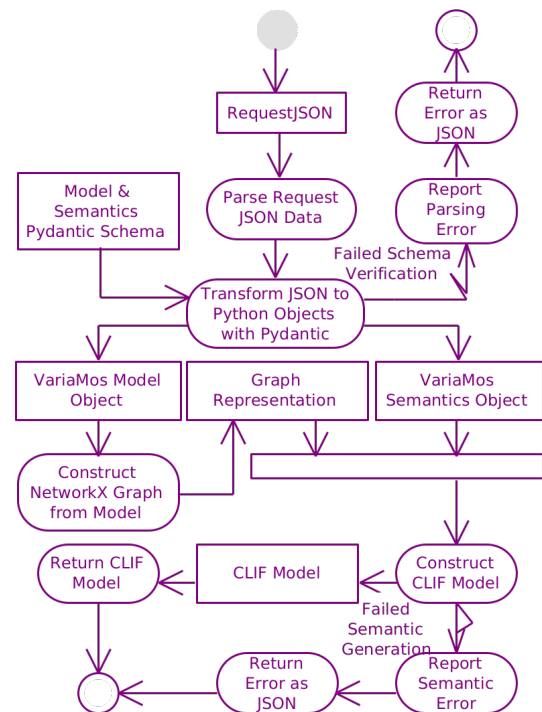 Return
Error as
JSON
RequestJSON
Model &
Semantics
Pydantic Schema
Parse Request
JSON Data
Report
Parsing
Error
Failed Schema
Verification
Transform JSON to
Python Objects
with Pydantic
VariaMos Model
Object
Graph
Representation
VariaMos
Semantics Object
Construct
NetworkX Graph
from Model
Return CLIF
Model
CLIF Model
Construct
CLIF Model
Failed
Semantic
Generation
Return
Error as
JSON
Report
Semantic
Error